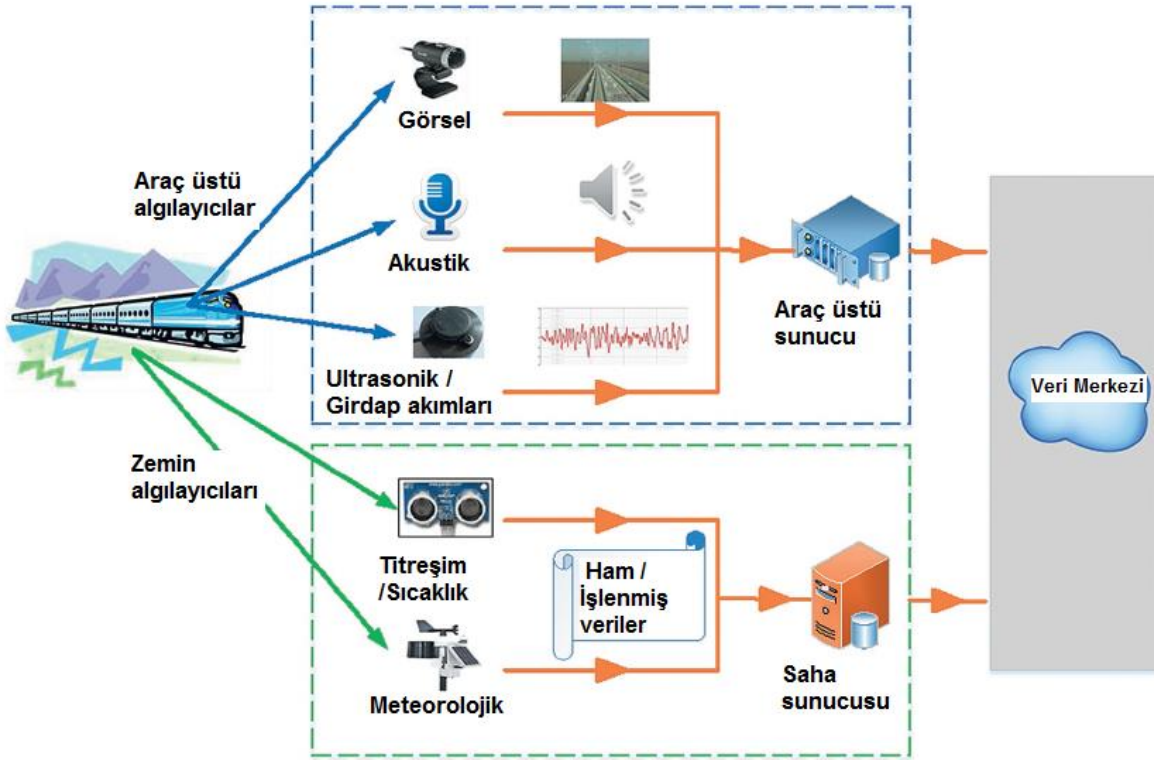 Görsel
Araç üstü
algılayıcılar
Akustik
Araç üstü
sunucu
Ultrasonik /
Girdap akımları
Veri Merkezi
Zemin
algılayıcıları
Titreşim
/Sıcaklık
Ham /
İşlenmiş
veriler
Meteorolojik
Saha
sunucusu